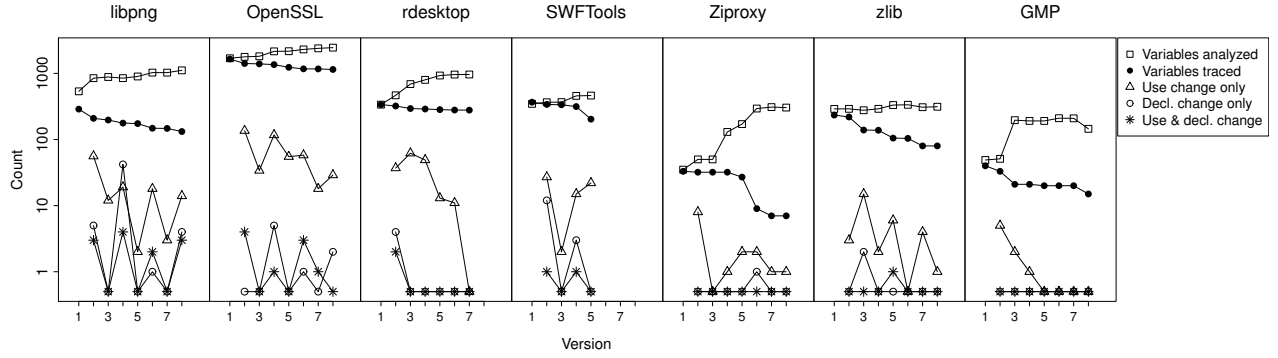 libpng OpenSSL rdesktop SWFTools Ziproxy zlib GMP
1000
100
10
1
Count
Variables analyzed
Variables traced
Use change only
Decl. change only
Use & decl. change
1 3 5 7 1 3 5 7 1 3 5 7 1 3 5 7 1 3 5 7 1 3 5 7 1 3 5 7
Version